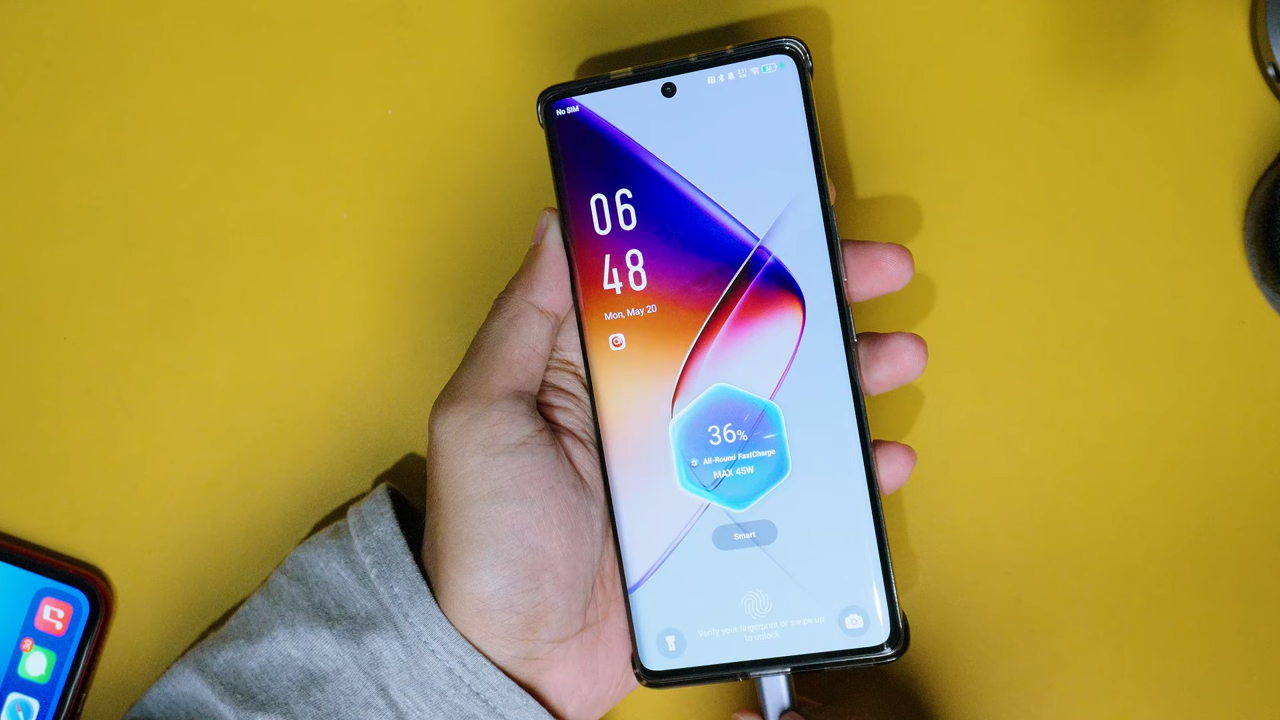 No SIM
06
48
Mon, May 20
36%
All-Round FastCharge
MAX 45W
Smart
Verify your fingerprint or swipe up
to unlock